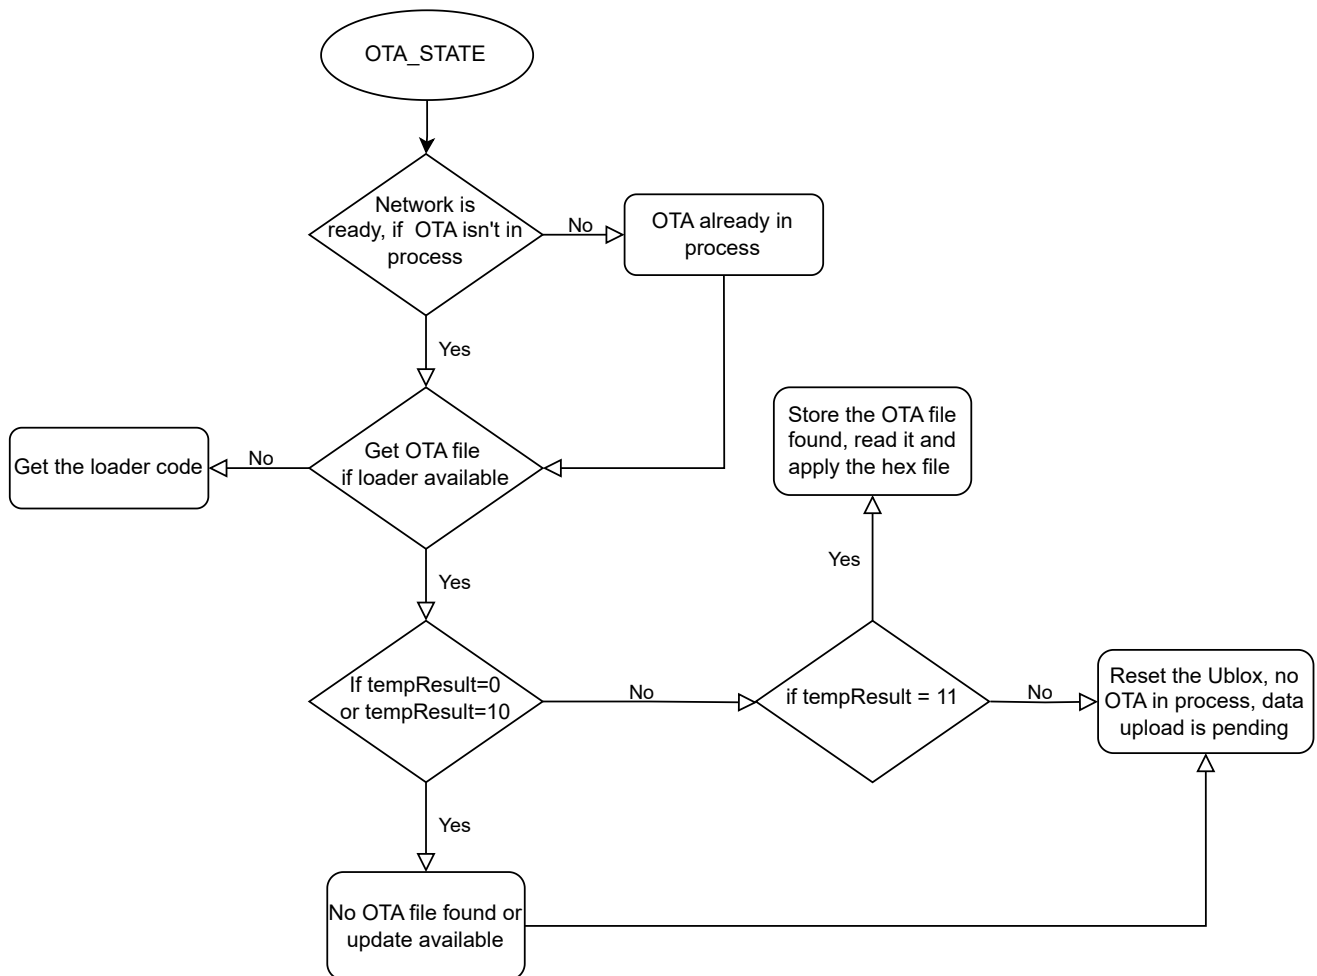 OTA_STATE
Network is
ready, if  OTA isn't in
process
No
OTA already in
process
Yes
Get OTA file
if loader available
No
Get the loader code
Store the OTA file
found, read it and
apply the hex file
Yes
Yes
If tempResult=0
or tempResult=10
No
if tempResult = 11
No
Reset the Ublox, no
OTA in process, data
upload is pending
Yes
No OTA file found or
update available